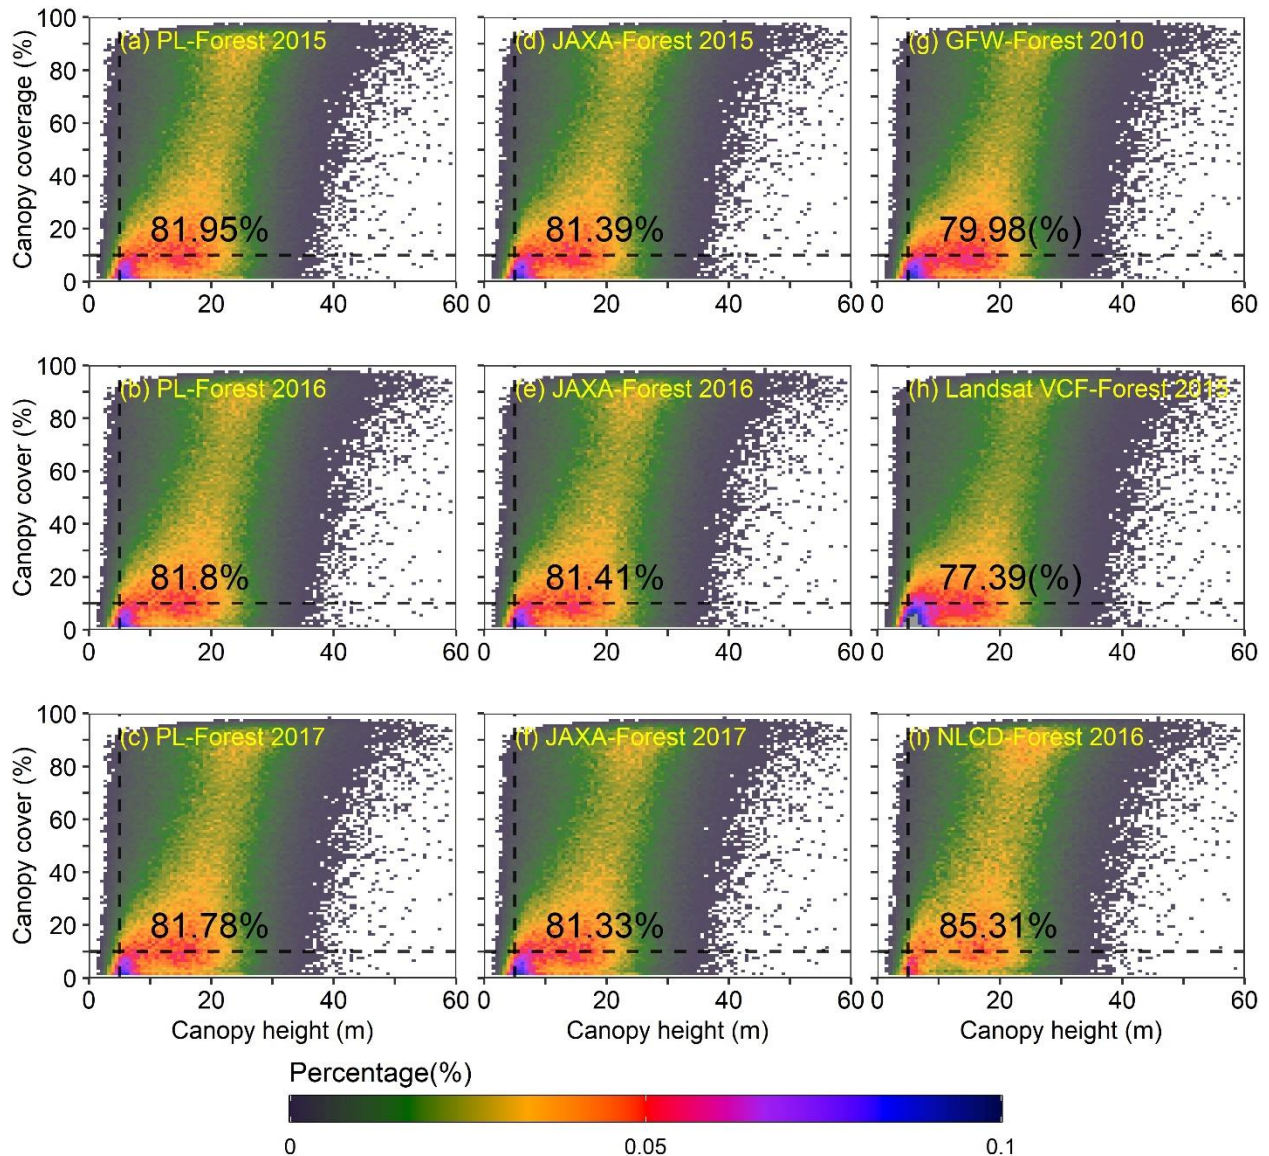 Canopy coverage (%)
100
80
60
40
20
0
(a) PL-Forest 2015
81.95%
0 20 40 60
(d) JAXA-Forest 2015
81.39%
0 20 40 60
(g) GFW-Forest 2010
79.98(%)
0 20 40 60
Canopy cover (%)
100
80
60
40
20
0
(b) PL-Forest 2016
81.8%
0 20 40 60
(e) JAXA-Forest 2016
81.41%
0 20 40 60
(h) Landsat VCF-Forest 2015
77.39(%)
0 20 40 60
Canopy cover (%)
100
80
60
40
20
0
(c) PL-Forest 2017
81.78%
0 20 40 60
Canopy height (m)
(f) JAXA-Forest 2017
81.33%
0 20 40 60
Canopy height (m)
(i) NLCD-Forest 2016
85.31%
0 20 40 60
Canopy height (m)
Percentage(%)
0 0.05 0.1